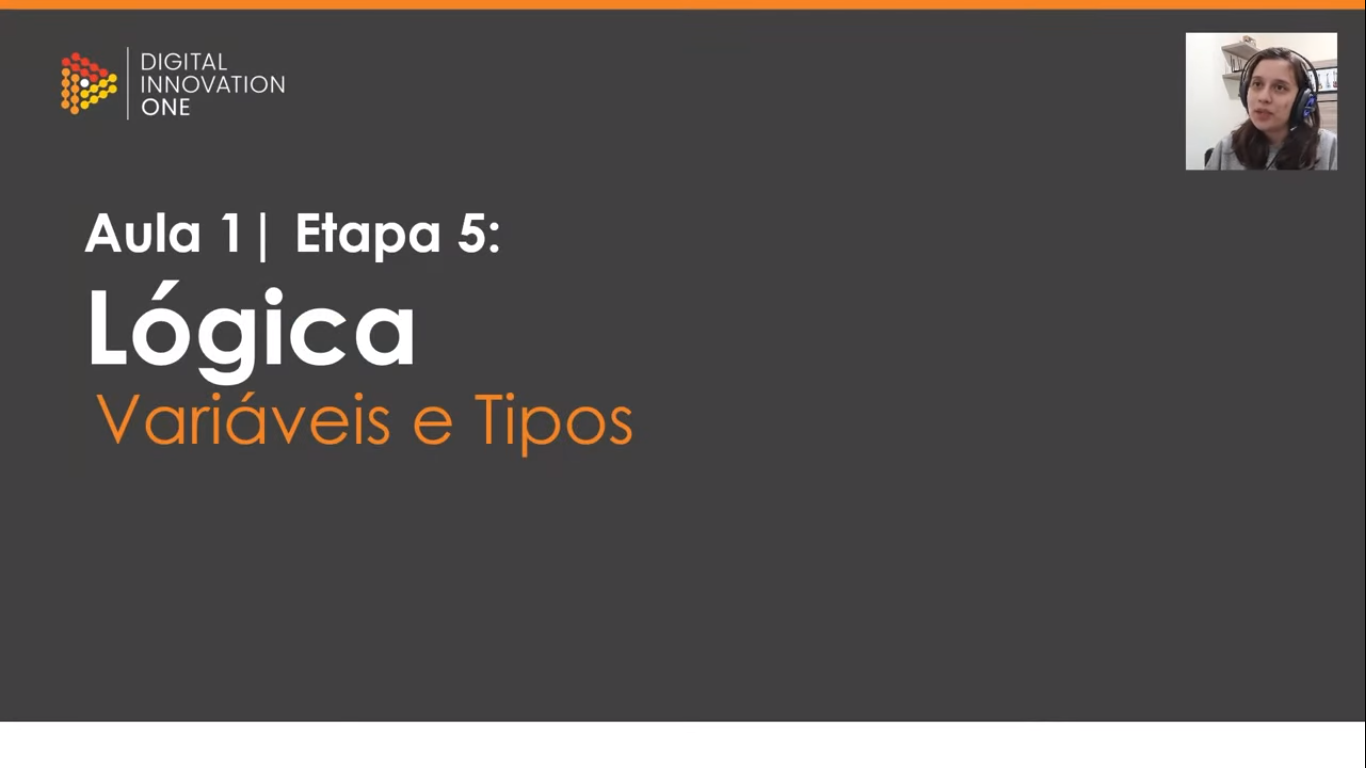 DIGITAL
INNOVATION
ONE
Aula 1| Etapa 5:
Lógica
Variáveis e Tipos